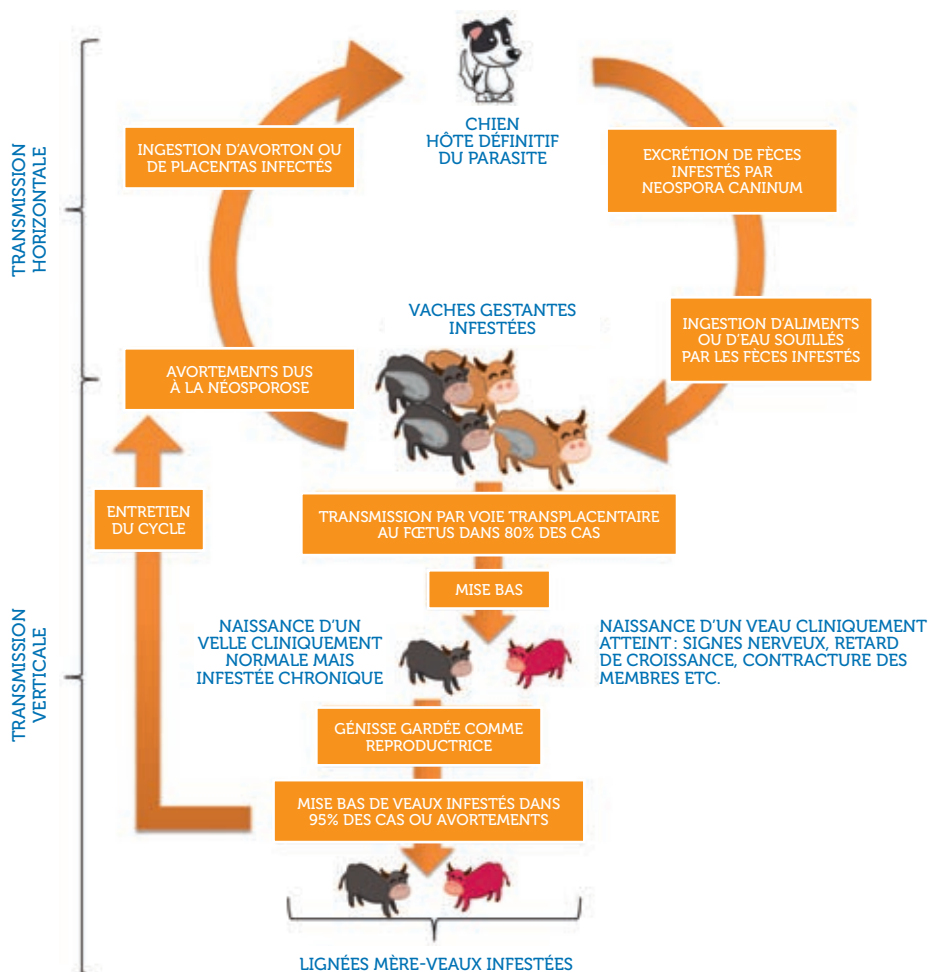 CHIEN
HÔTE DÉFINITIF
DU PARASITE
INGESTION D'AVORTON OU
DE PLACENTAS INFECTÉS
EXCRÉTION DE FÈCES
INFESTÉS PAR
NEOSPORA CANINUM
TRANSMISSION
HORIZONTALE
VACHES GESTANTES
INFESTÉES
INGESTION D'ALIMENTS
OU D'EAU SOUILLÉS
PAR LES FÈCES INFESTÉS
AVORTEMENTS DUS
À LA NÉOSPOROSE
ENTRETIEN
DU CYCLE
TRANSMISSION PAR VOIE TRANSPLACENTAIRE
AU FŒTUS DANS 80% DES CAS
MISE BAS
TRANSMISSION
VERTICALE
NAISSANCE D'UN
VELLE CLINIQUEMENT
NORMALE MAIS
INFESTÉE CHRONIQUE
NAISSANCE D'UN VEAU CLINIQUEMENT
ATTEINT : SIGNES NERVEUX, RETARD
DE CROISSANCE, CONTRACTURE DES
MEMBRES ETC.
GÉNISSE GARDÉE COMME
REPRODUCTRICE
MISE BAS DE VEAUX INFESTÉS DANS
95% DES CAS OU AVORTEMENTS
LIGNÉES MÈRE-VEAUX INFESTÉES